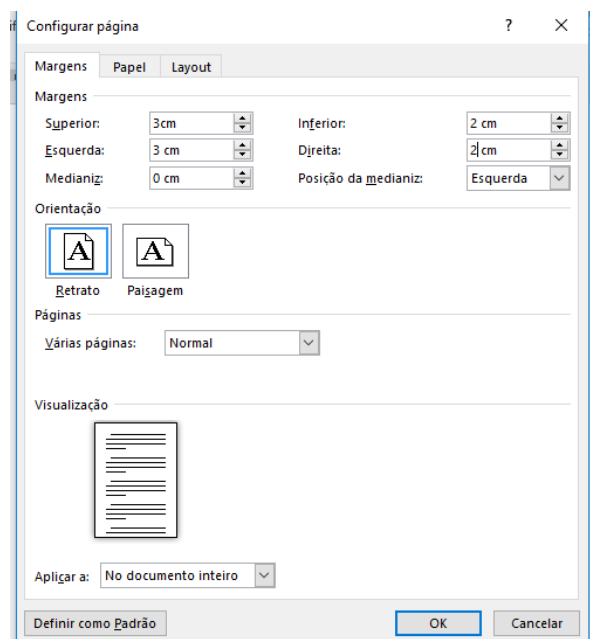 Configurar página ? ×
Margens Papel Layout
Margens
Superior: 3cm Inferior: 2 cm
Esquerda: 3 cm Direita: 2 cm
Medianiz: 0 cm Posição da medianiz: Esquerda
Orientação
A A
Retrato Paisagem
Páginas
Várias páginas: Normal
Visualização
Aplicar a: No documento inteiro
Definir como Padrão OK Cancelar